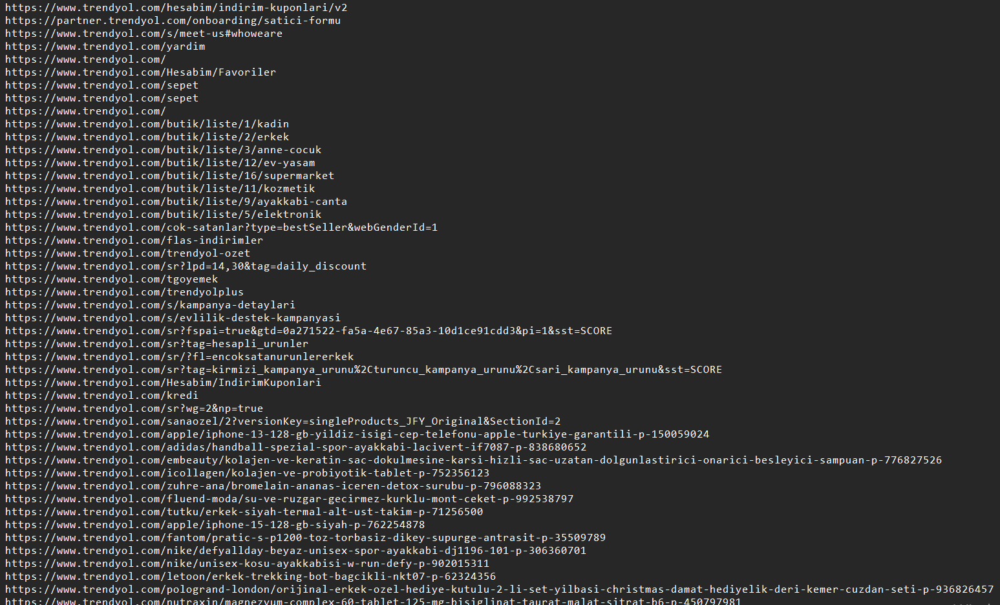 https://www.trendyol.com/hesabim/indirim-kuponlari/v2
https://partner.trendyol.com/onboarding/satici-formu
https://www.trendyol.com/s/meet-us#whoweare
https://www.trendyol.com/yardim
https://www.trendyol.com/
https://www.trendyol.com/Hesabim/Favoriler
https://www.trendyol.com/sepet
https://www.trendyol.com/sepet
https://www.trendyol.com/
https://www.trendyol.com/butik/liste/1/kadin
https://www.trendyol.com/butik/liste/2/erkek
https://www.trendyol.com/butik/liste/3/anne-cocuk
https://www.trendyol.com/butik/liste/12/ev-yasam
https://www.trendyol.com/butik/liste/16/supermarket
https://www.trendyol.com/butik/liste/11/kozmetik
https://www.trendyol.com/butik/liste/9/ayakkabi-canta
https://www.trendyol.com/butik/liste/5/elektronik
https://www.trendyol.com/cok-satanlar?type=bestSeller&webGenderId=1
https://www.trendyol.com/flas-indirimler
https://www.trendyol.com/trendyol-ozet
https://www.trendyol.com/sr?lpd=14,30&tag=daily_discount
https://www.trendyol.com/tgoyemek
https://www.trendyol.com/trendyolplus
https://www.trendyol.com/s/kampanya-detaylari
https://www.trendyol.com/s/evlilik-destek-kampanyasi
https://www.trendyol.com/sr?fspai=true&gtd=0a271522-fa5a-4e67-85a3-10d1ce91cdd3&pi=1&sst=SCORE
https://www.trendyol.com/sr?tag=hesapli_urunler
https://www.trendyol.com/sr/?fl=encoksatanurunlererkek
https://www.trendyol.com/sr?tag=kirmizi_kampanya_urunu%2Cturuncu_kampanya_urunu%2Csari_kampanya_urunu&sst=SCORE
https://www.trendyol.com/Hesabim/IndirimKuponlari
https://www.trendyol.com/kredi
https://www.trendyol.com/sr?wg=2&np=true
https://www.trendyol.com/sanaozel/2?versionKey=singleProducts_JFY_Original&SectionId=2
https://www.trendyol.com/apple/iphone-13-128-gb-yildiz-isigi-cep-telefonu-apple-turkiye-garantili-p-150059024
https://www.trendyol.com/adidas/handball-spezial-spor-ayakkabi-lacivert-if7087-p-838680652
https://www.trendyol.com/embeauty/kolajen-ve-keratin-sac-dokulmesine-karsi-hizli-sac-uzatan-dolgunlastirici-onarici-besleyici-sampuan-p-776827526
https://www.trendyol.com/icollagen/kolajen-ve-probiyotik-tablet-p-752356123
https://www.trendyol.com/zuhre-ana/bromelain-ananas-iceren-detox-surubu-p-796088323
https://www.trendyol.com/fluend-moda/su-ve-ruzgar-gecirmez-kurklu-mont-ceket-p-992538797
https://www.trendyol.com/tutku/erkek-siyah-termal-alt-ust-takim-p-71256500
https://www.trendyol.com/apple/iphone-15-128-gb-siyah-p-762254878
https://www.trendyol.com/fantom/pratic-s-p1200-toz-torbasiz-dikey-supurge-antrasit-p-35509789
https://www.trendyol.com/nike/defyallday-beyaz-unisex-spor-ayakkabi-dj1196-101-p-306360701
https://www.trendyol.com/nike/unisex-kosu-ayakkabisi-w-run-defy-p-902015311
https://www.trendyol.com/letoon/erkek-trekking-bot-bagcikli-nkt07-p-62324356
https://www.trendyol.com/pologrand-london/orijinal-erkek-ozel-hediye-kutulu-2-li-set-yilbasi-christmas-damat-hediyelik-deri-kemer-cuzdan-seti-p-936826457
https://www.trendyol.com/nutraxin/magnezyum-complex-60-tablet-125-mg-bisiglinat-taurat-malat-sitrat-b6-p-450797981